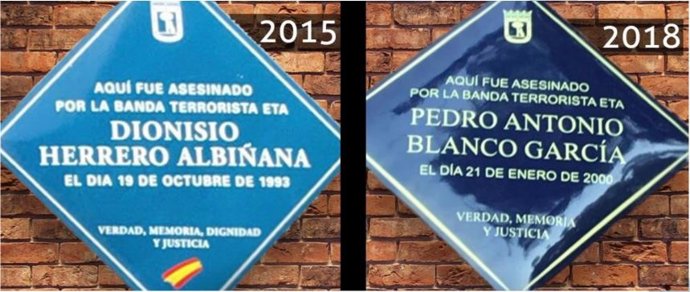 2015
AQUÍ FUE ASESINADO
POR LA BANDA TERRORISTA ETA
DIONISIO
HERRERO ALBIÑANA
EL DIA 19 DE OCTUBRE DE 1993
VERDAD, MEMORIA, DIGNIDAD
Y JUSTICIA
2018
AQUÍ FUE ASESINADO
POR LA BANDA TERRORISTA ETA
PEDRO ANTONIO
BLANCO GARCÍA
EL DÍA 21 DE ENERO DE 2000
VERDAD, MEMORIA
Y JUSTICIA